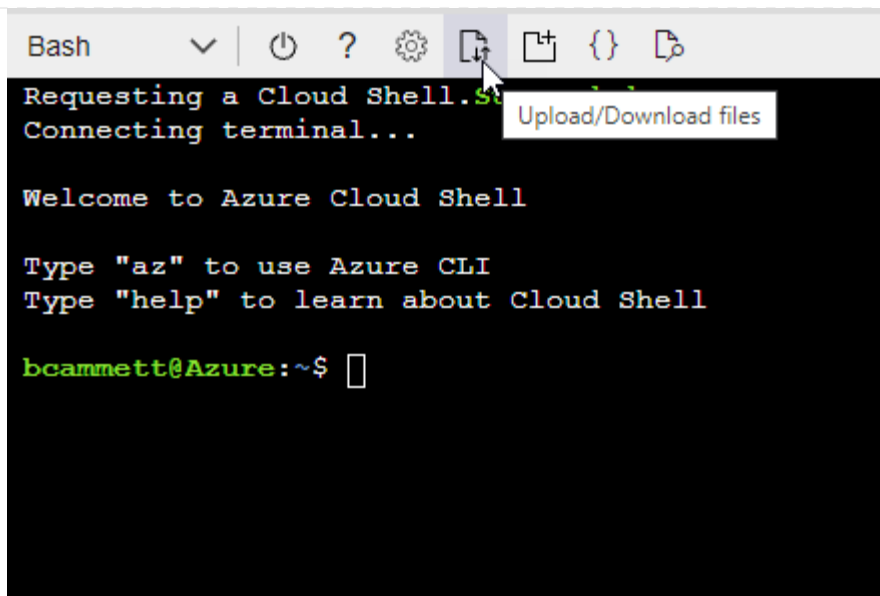 Bash
?
{}
Requesting a Cloud Shell.
Upload/Download files
Connecting terminal...
Welcome to Azure Cloud Shell
Type "az" to use Azure CLI
Type "help" to learn about Cloud Shell
bcammett@Azure:~$